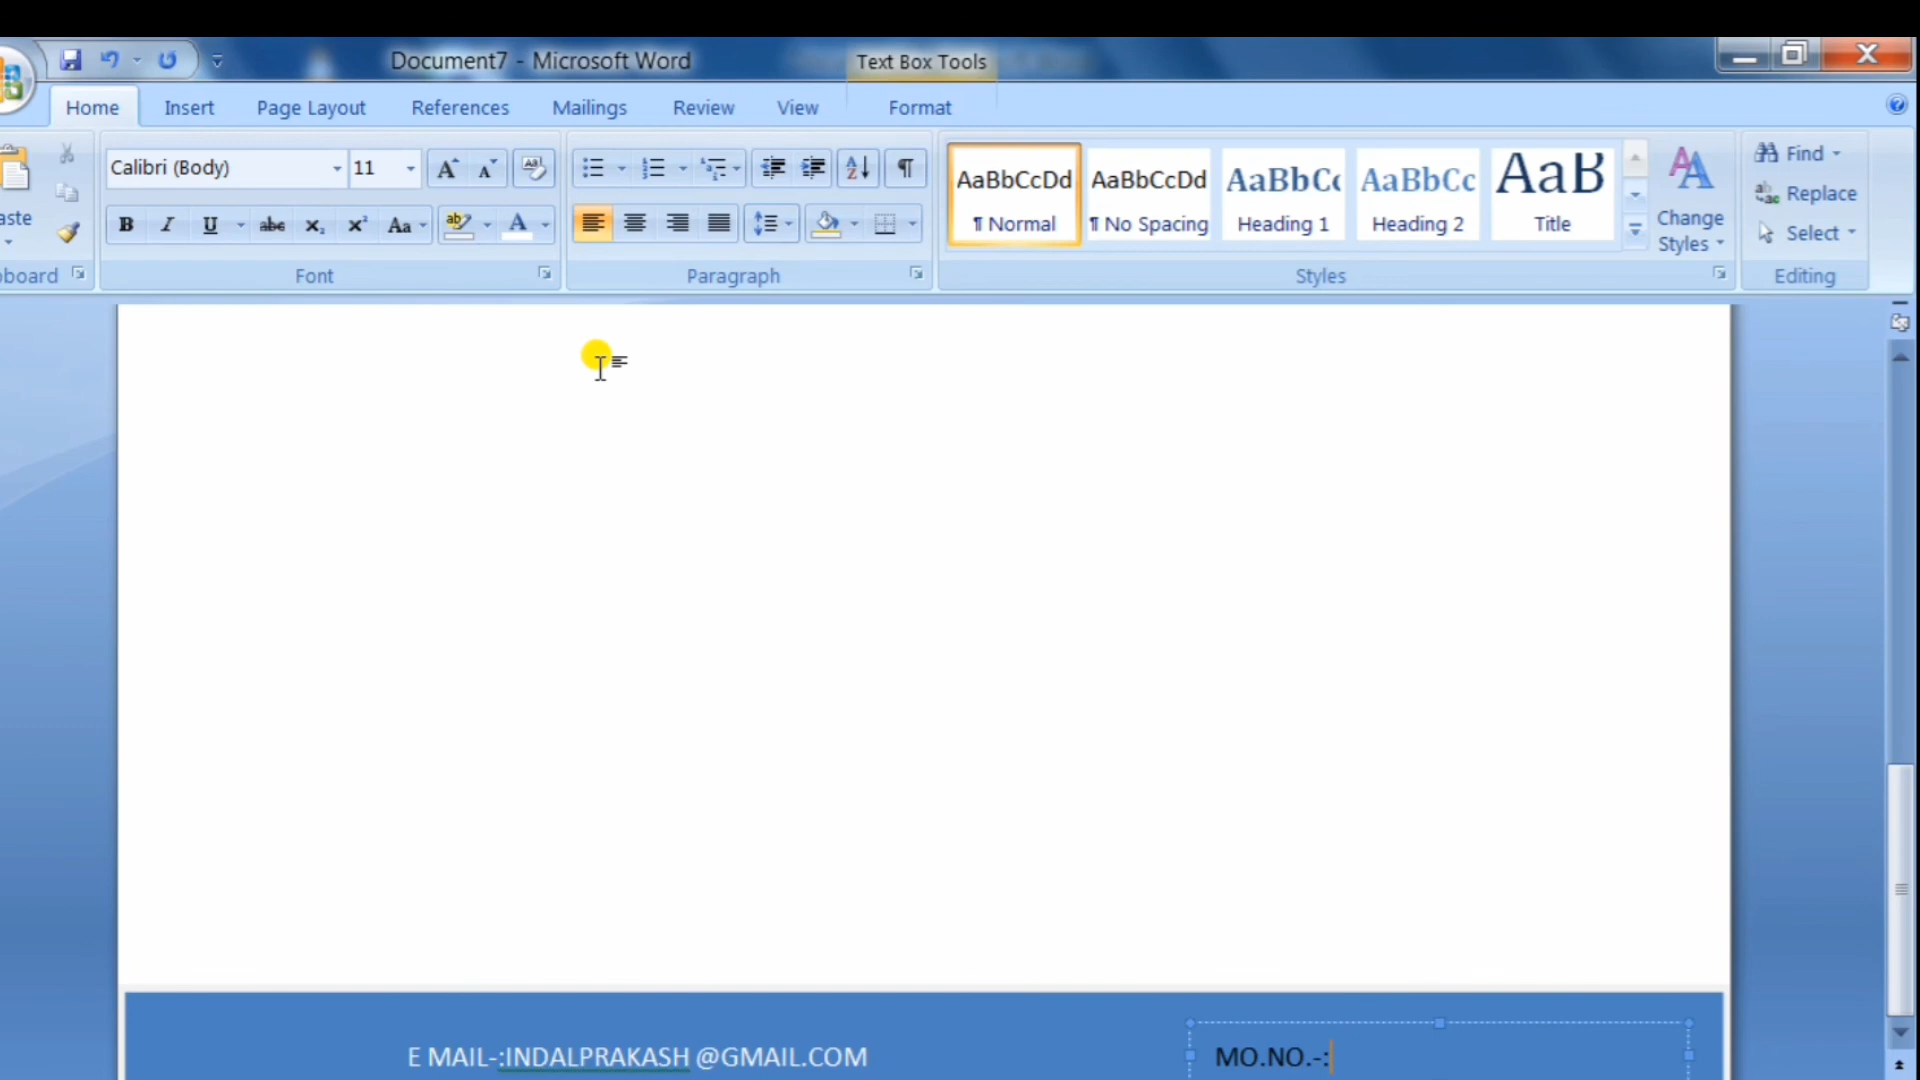 Document7 - Microsoft Word
Text Box Tools
Home
Insert
Page Layout
References
Mailings
Review
View
Format
Calibri (Body)
11
AaBbCcDd
AaBbCcDd
AaBbC
AaBbCc
AaB
¶ Normal
¶ No Spacing
Heading 1
Heading 2
Title
Change
Styles
Find
Replace
Select
aste
board
Font
Paragraph
Styles
Editing
E MAIL-:INDALPRAKASH @GMAIL.COM
MO.NO.-: